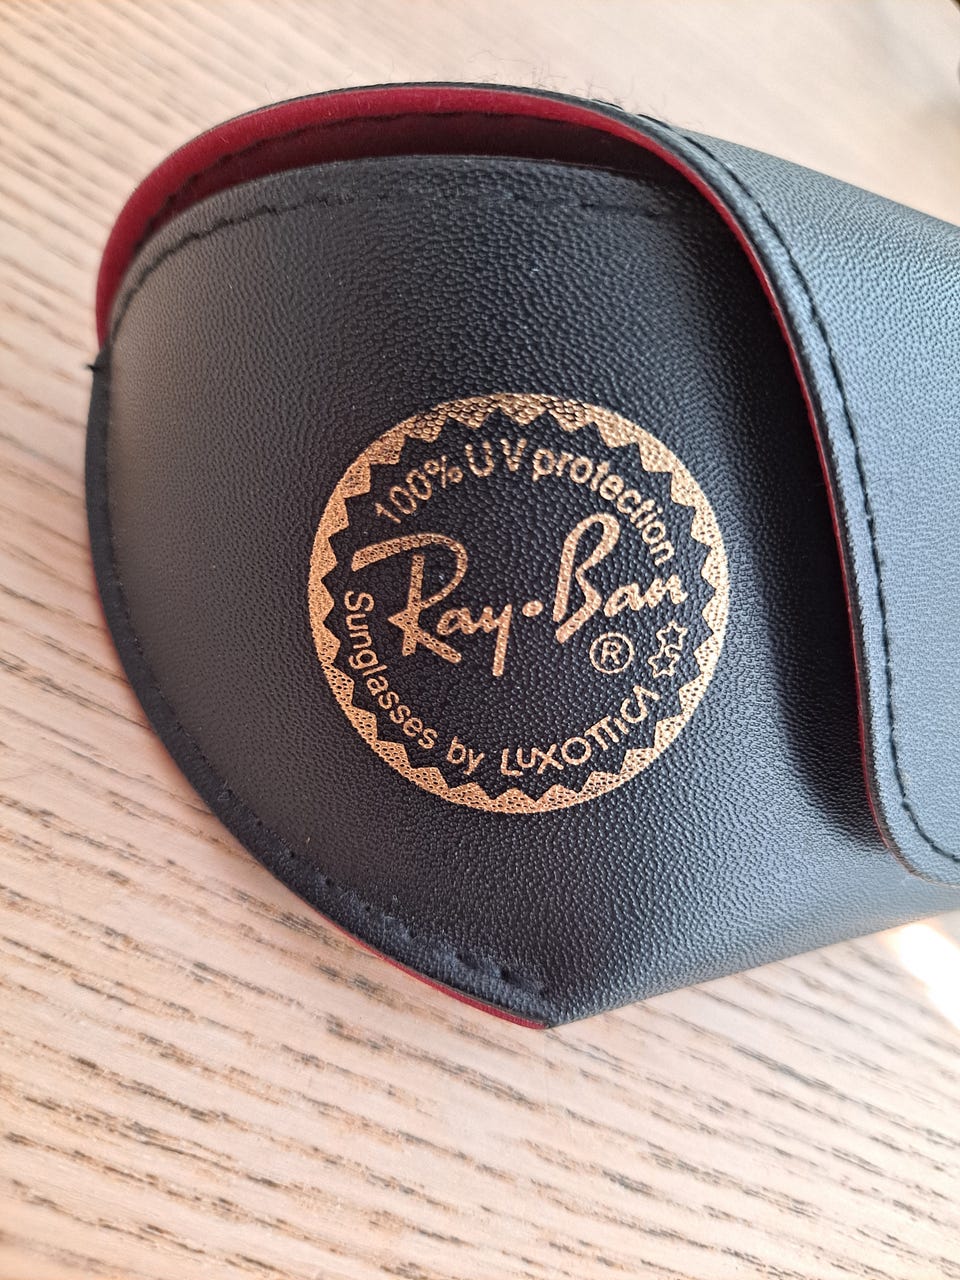 100% UV protection
Ray-Ban
®
Sunglasses by LUXOTTICA